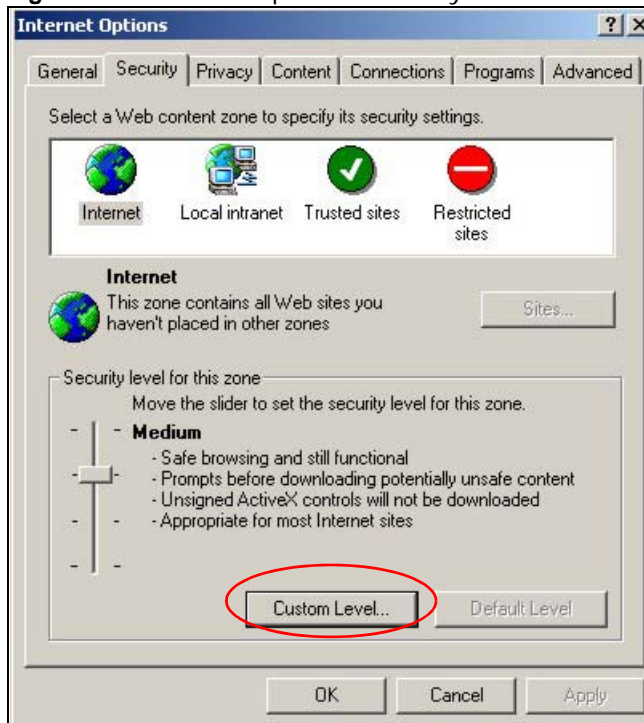 Internet Options
General Security Privacy Content Connections Programs Advanced
Select a Web content zone to specify its security settings.
Internet Local intranet Trusted sites Restricted sites
Internet
This zone contains all Web sites you
haven't placed in other zones
Sites...
Security level for this zone
Move the slider to set the security level for this zone.
Medium
- Safe browsing and still functional
- Prompts before downloading potentially unsafe content
- Unsigned ActiveX controls will not be downloaded
- Appropriate for most Internet sites
Custom Level... Default Level
OK Cancel Apply